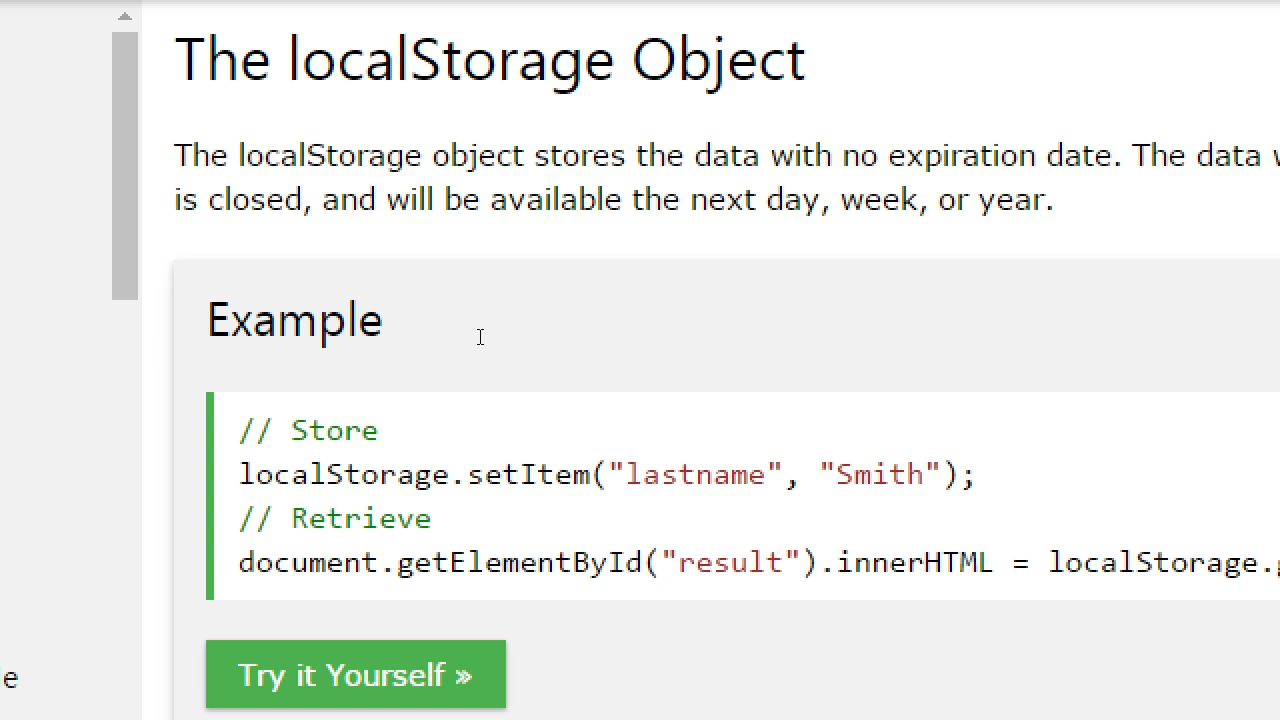 The localStorage Object
The localStorage object stores the data with no expiration date. The data
is closed, and will be available the next day, week, or year.
Example
// Store
localStorage.setItem("lastname", "Smith");
// Retrieve
document.getElementById("result").innerHTML = localStorage.
Try it Yourself »